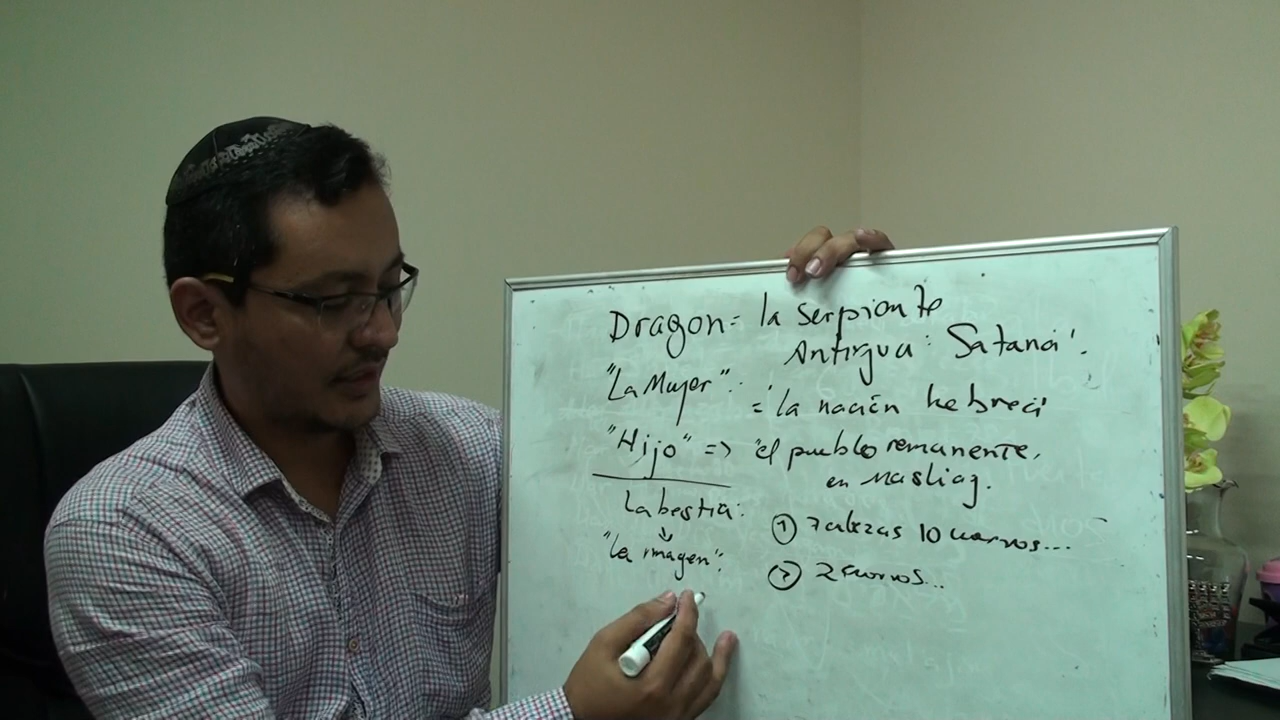 Dragon = la serpiente
Antigua: Sataná'.
"La Mujer": = 'la nación hebrea
"Hijo" => "el pueblo remanente,
en Mashiaj.
La bestia: ① 7 cabezas 10 cuernos...
↓
"La imagen": ② 2 cuernos...